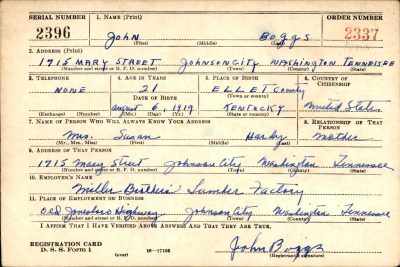 SERIAL NUMBER 1. NAME (Print) ORDER NUMBER
2396 JOHN BOGGS 2337
(First) (Middle) (Last)
2. ADDRESS (Print)
1715 MARY STREET JOHNSON CITY WASHINGTON TENNESSEE
(Number and street or R. F. D. number) (Town) (County) (State)
3. TELEPHONE 4. AGE IN YEARS 5. PLACE OF BIRTH 6. COUNTRY OF CITIZENSHIP
NONE 21 ELLET County
DATE OF BIRTH
August 6, 1919 KENTUCKY United States
(Exchange) (Number) (Mo.) (Day) (Yr.) (State or country)
7. NAME OF PERSON WHO WILL ALWAYS KNOW YOUR ADDRESS 8. RELATIONSHIP OF THAT PERSON
Mrs. Susan Hardy Mother
(Mr., Mrs., Miss) (First) (Middle) (Last)
9. ADDRESS OF THAT PERSON
1715 Mary Street Johnson City Washington Tennessee
(Number and street or R. F. D. number) (Town) (County) (State)
10. EMPLOYER'S NAME
Miller Brothers Lumber Factory
11. PLACE OF EMPLOYMENT OR BUSINESS
Old Jonesboro Highway Johnson City Washington Tennessee
(Number and street or R. F. D. number) (Town) (County) (State)
I AFFIRM THAT I HAVE VERIFIED ABOVE ANSWERS AND THAT THEY ARE TRUE.
REGISTRATION CARD
D. S. S. Form 1 (over) 16—17105 John Boggs
(Registrant's signature)